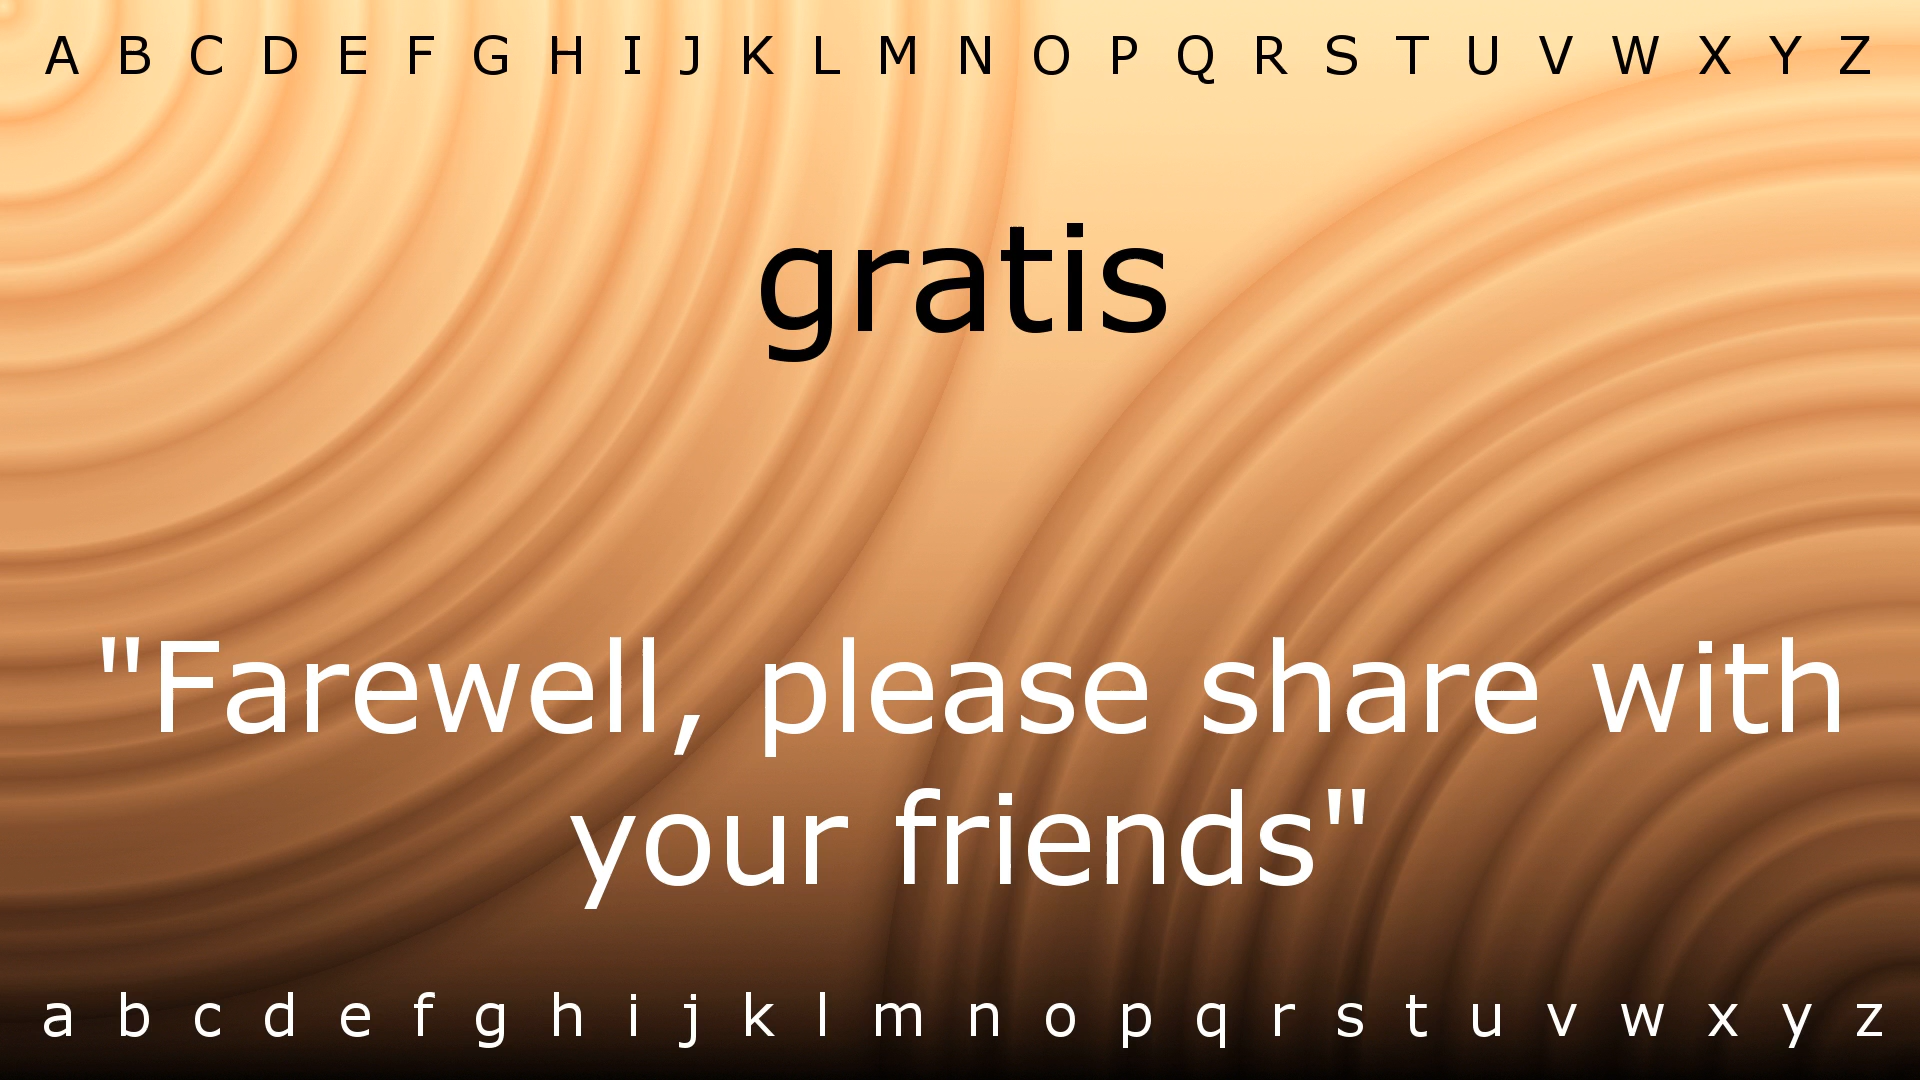 A B C D E F G H I J K L M N O P Q R S T U V W X Y Z
gratis
"Farewell, please share with
your friends"
a b c d e f g h i j k l m n o p q r s t u v w x y z